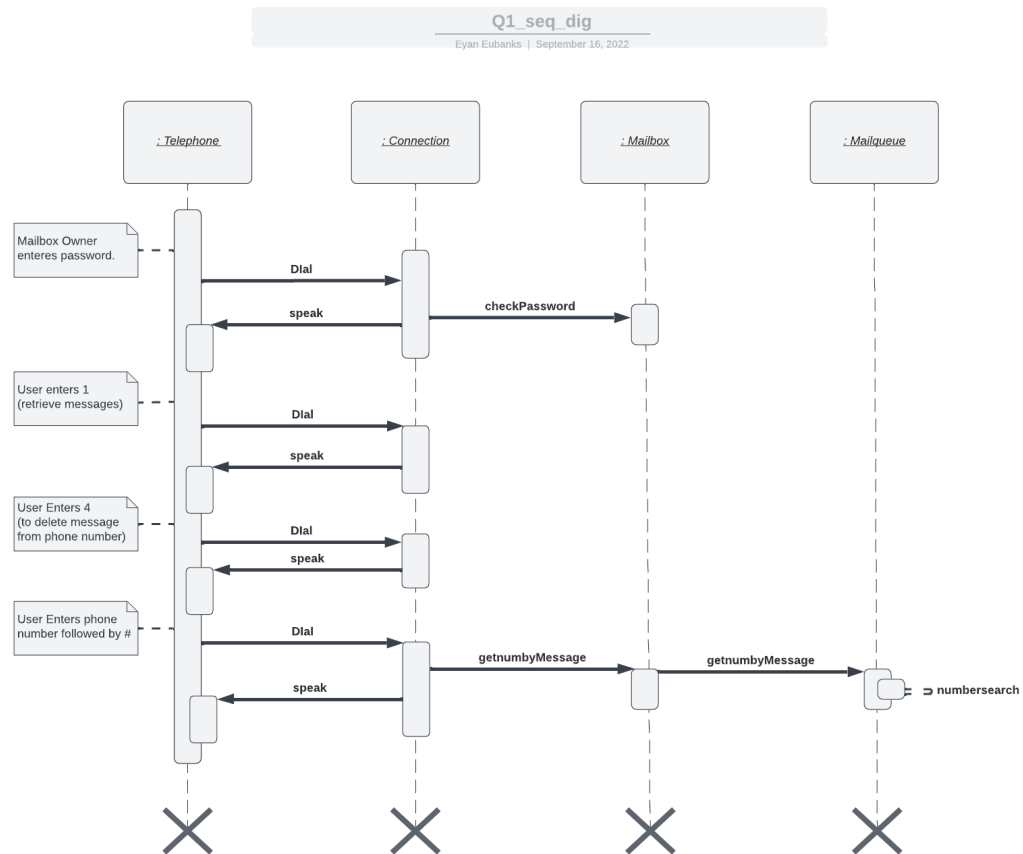 Q1_seq_dig
Eyan Eubanks | September 16, 2022
: Telephone
: Connection
: Mailbox
: Mailqueue
Mailbox Owner
enteres password.
DIal
checkPassword
speak
User enters 1
(retrieve messages)
DIal
speak
User Enters 4
(to delete message
from phone number)
DIal
speak
User Enters phone
number followed by #
DIal
getnumbyMessage
getnumbyMessage
speak
numbersearch